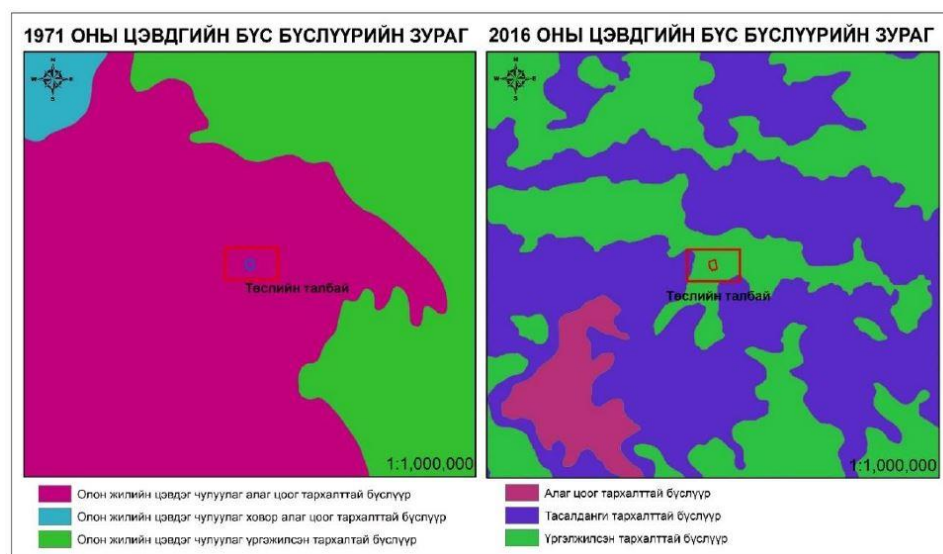 1971 ОНЫ ЦЭВДГИЙН БҮС БҮСЛҮҮРИЙН ЗУРАГ
N
W E
S
Төслийн талбай
1:1,000,000
Олон жилийн цэвдэг чулуулаг алаг цоог тархалттай бүслүүр
Олон жилийн цэвдэг чулуулаг ховор алаг цоог тархалттай бүслүүр
Олон жилийн цэвдэг чулуулаг үргэжилсэн тархалтай бүслүүр
2016 ОНЫ ЦЭВДГИЙН БҮС БҮСЛҮҮРИЙН ЗУРАГ
N
W E
S
Төслийн талбай
1:1,000,000
Алаг цоог тархалттай бүслүүр
Тасалданги тархалттай бүслүүр
Үргэлжилсэн тархалттай бүслүүр